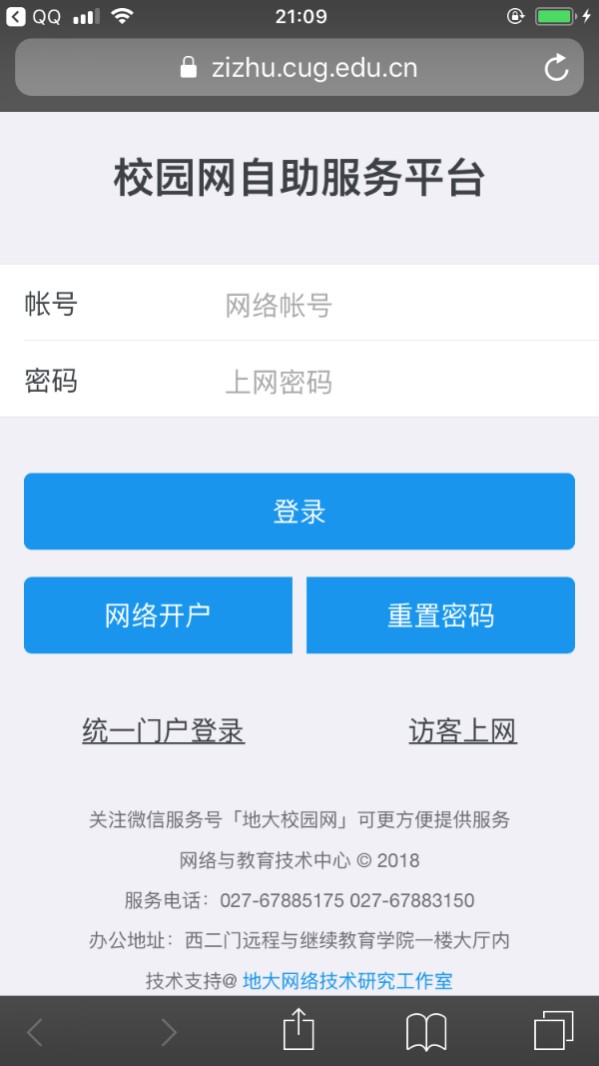 QQ 21:09
zizhu.cug.edu.cn
校园网自助服务平台
帐号 网络帐号
密码 上网密码
登录
网络开户 重置密码
统一门户登录 访客上网
关注微信服务号「地大校园网」可更方便提供服务
网络与教育技术中心 © 2018
服务电话：027-67885175 027-67883150
办公地址：西二门远程与继续教育学院一楼大厅内
技术支持@ 地大网络技术研究工作室